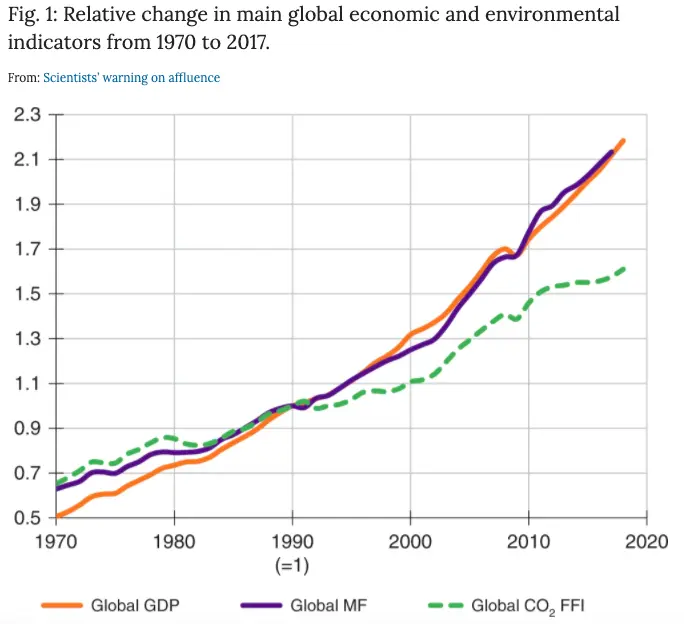 Fig. 1: Relative change in main global economic and environmental
indicators from 1970 to 2017.
From: Scientists' warning on affluence
2.3
2.1
1.9
1.7
1.5
1.3
1.1
0.9
0.7
0.5
1970 1980 1990 2000 2010 2020
(=1)
Global GDP Global MF Global CO₂ FFI